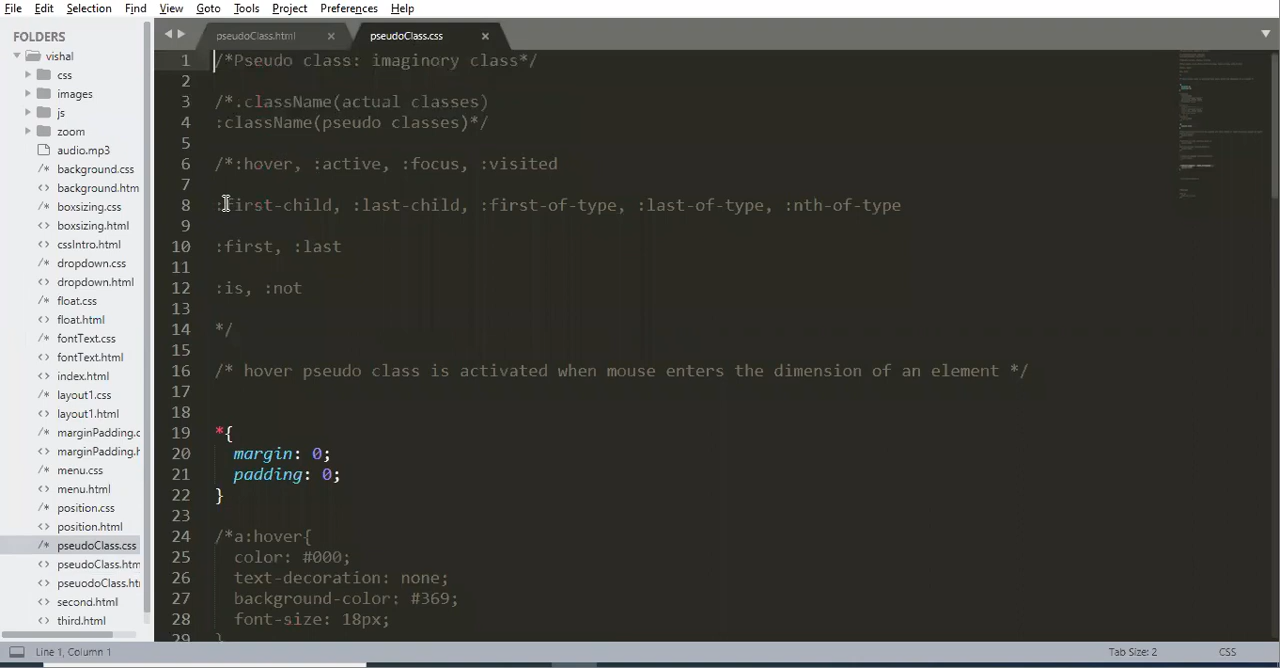 File Edit Selection Find View Goto Tools Project Preferences Help
FOLDERS
vishal
css
images
js
zoom
audio.mp3
/* background.css
<> background.htm
/* boxsizing.css
<> boxsizing.html
<> cssIntro.html
/* dropdown.css
<> dropdown.html
/* float.css
<> float.html
/* fontText.css
<> fontText.html
<> index.html
/* layout1.css
<> layout1.html
/* marginPadding.c
<> marginPadding.h
/* menu.css
<> menu.html
/* position.css
<> position.html
/* pseudoClass.css
<> pseudoClass.htm
<> pseuodoClass.ht
<> second.html
<> third.html
pseudoClass.html × pseudoClass.css ×
1 /*Pseudo class: imaginory class*/
2
3 /*.className(actual classes)
4 :className(pseudo classes)*/
5
6 /*:hover, :active, :focus, :visited
7
8 :first-child, :last-child, :first-of-type, :last-of-type, :nth-of-type
9
10 :first, :last
11
12 :is, :not
13
14 */
15
16 /* hover pseudo class is activated when mouse enters the dimension of an element */
17
18
19 *{
20 margin: 0;
21 padding: 0;
22 }
23
24 /*a:hover{
25 color: #000;
26 text-decoration: none;
27 background-color: #369;
28 font-size: 18px;
29 }
Line 1, Column 1 Tab Size: 2 CSS